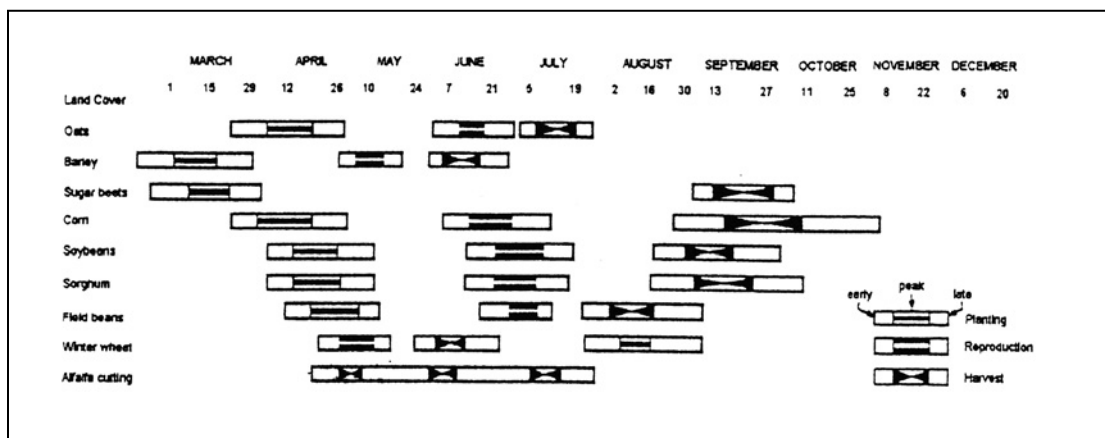 MARCH APRIL MAY JUNE JULY AUGUST SEPTEMBER OCTOBER NOVEMBER DECEMBER
1 15 29 12 26 10 24 7 21 5 19 2 16 30 13 27 11 25 8 22 6 20
Land Cover
Oats
Barley
Sugar beets
Corn
Soybeans
Sorghum
Field beans
Winter wheat
Alfalfa cutting
peak
early late
Planting
Reproduction
Harvest